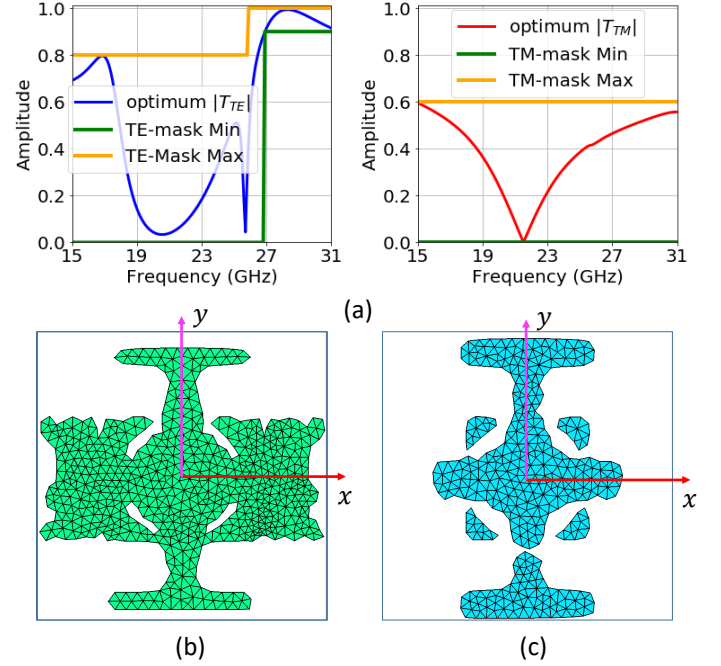 1.0
0.8
0.6
0.4
0.2
0.0
Amplitude
optimum |T_TE|
TE-mask Min
TE-Mask Max
15 19 23 27 31
Frequency (GHz)
1.0
0.8
0.6
0.4
0.2
0.0
Amplitude
optimum |T_TM|
TM-mask Min
TM-mask Max
15 19 23 27 31
Frequency (GHz)
(a)
y
x
(b)
y
x
(c)